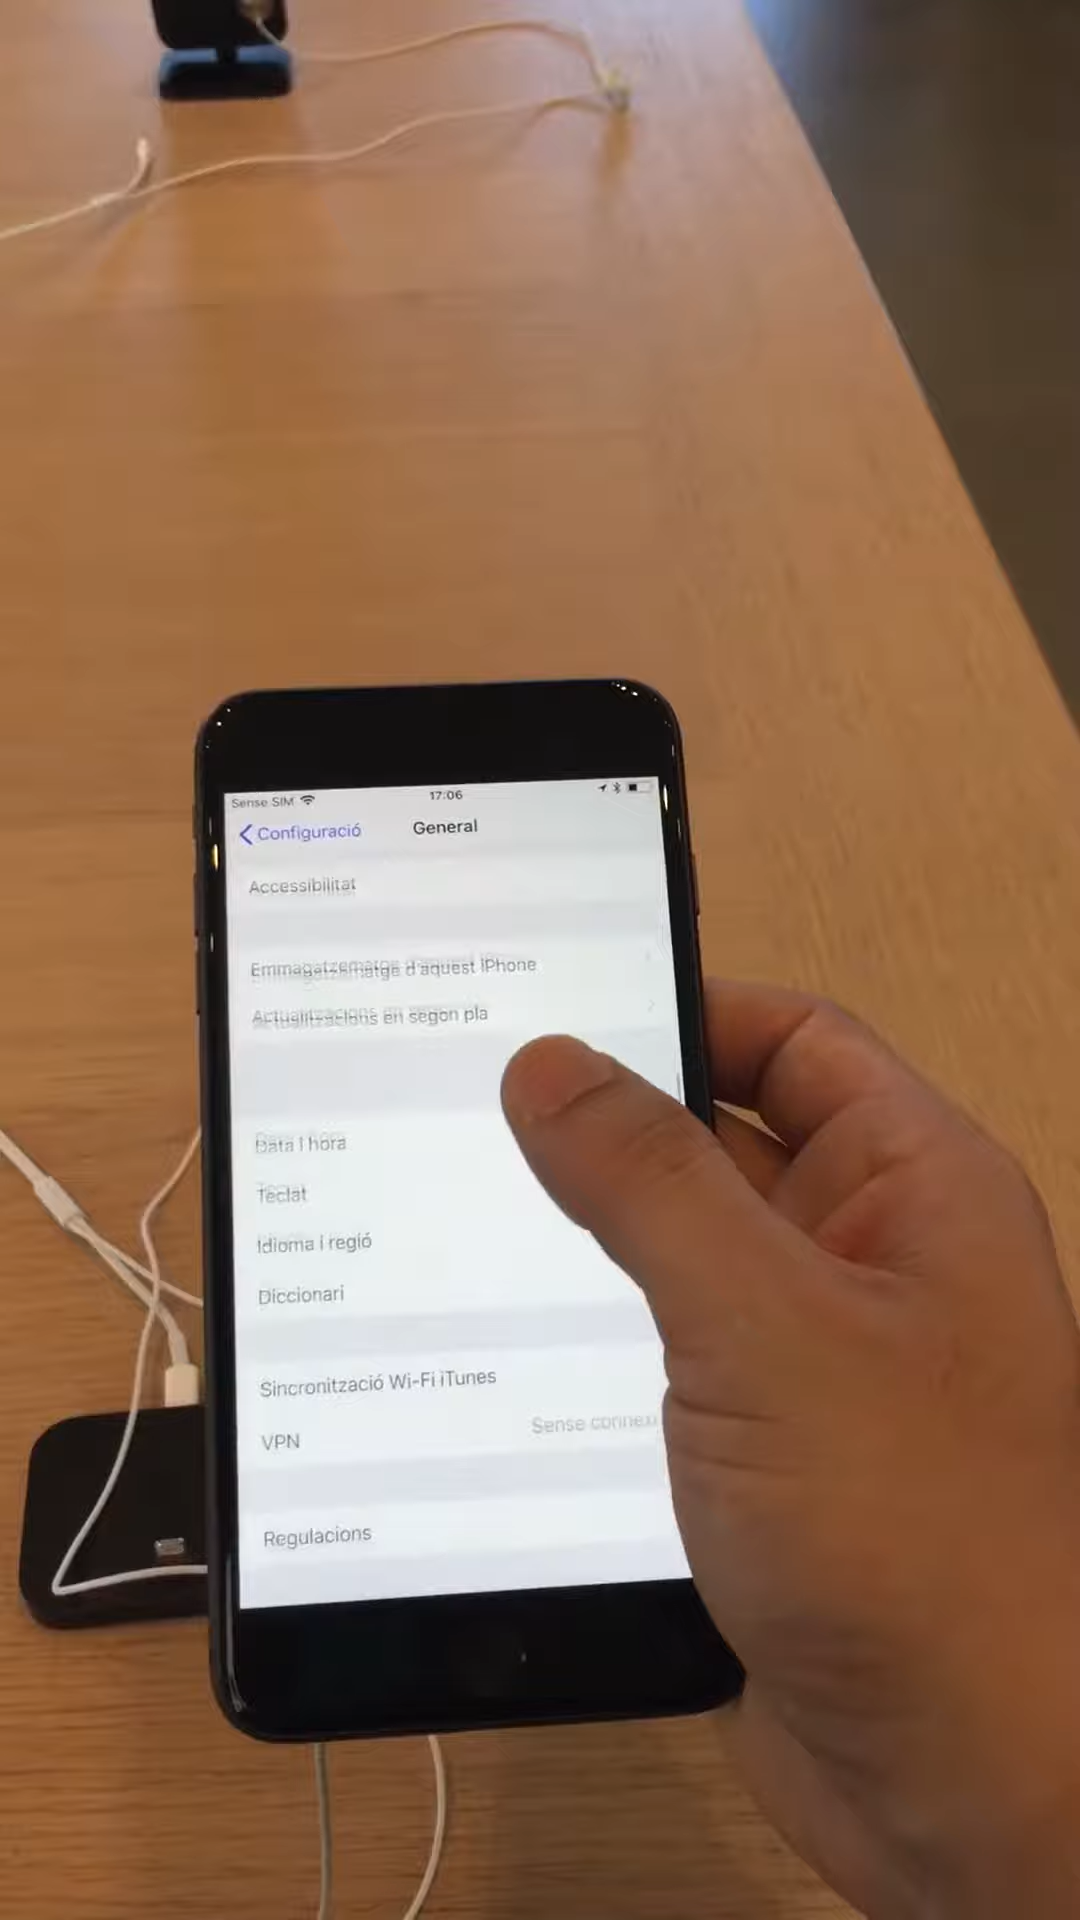 Sense SIM 17:06
Configuració General
Accessibilitat
Emmagatzematge d'aquest iPhone
Actualitzacions en segon pla
Data i hora
Teclat
Idioma i regió
Diccionari
Sincronització Wi-Fi iTunes
VPN Sense
Regulacions